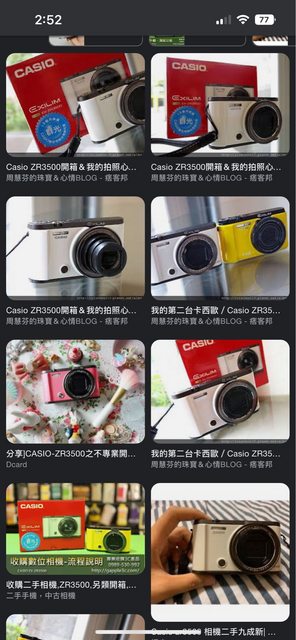 2:52
77
CASIO
EXILIM
CASIO
EXILIM
Casio ZR3500開箱＆我的拍照心...
周慧芬的珠寶＆心情BLOG - 痞客邦
Casio ZR3500開箱＆我的拍照心...
周慧芬的珠寶＆心情BLOG - 痞客邦
Casio ZR3500開箱＆我的拍照心...
周慧芬的珠寶＆心情BLOG - 痞客邦
我的第二台卡西歐 / Casio ZR35...
周慧芬的珠寶＆心情BLOG - 痞客邦
分享]CASIO-ZR3500之不專業開...
Dcard
我的第二台卡西歐 / Casio ZR35...
周慧芬的珠寶＆心情BLOG - 痞客邦
CASIO
收購數位相機-流程說明
0989-530-992
收購二手相機,ZR3500,另類開箱,...
二手手機，中古相機
相機二手九成新|...